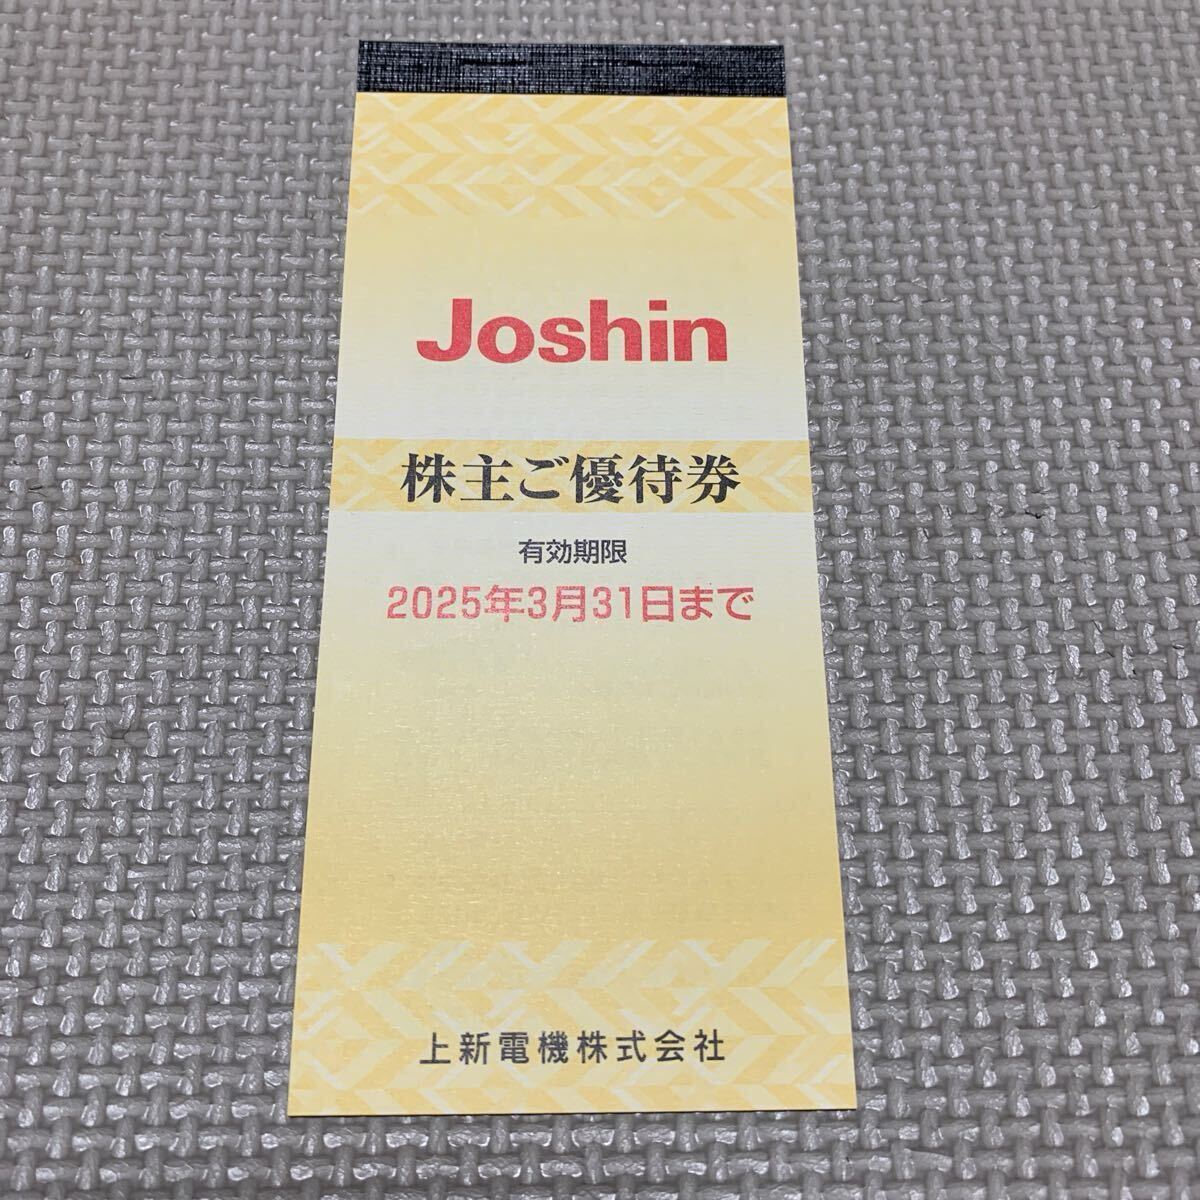 Joshin
株主ご優待券
有効期限
2025年3月31日まで
上新電機株式会社